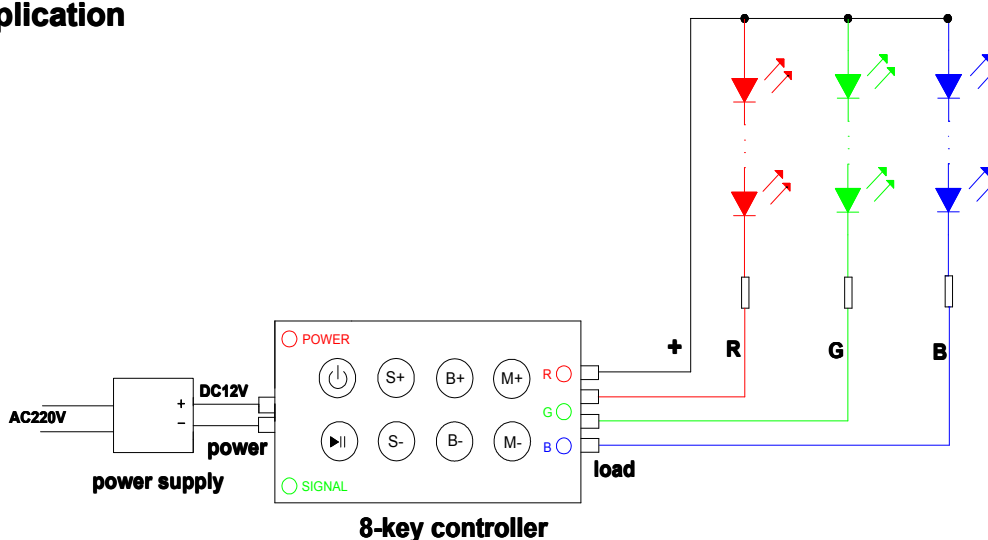 plication
POWER
S+
B+
M+
R
G
B
S-
B-
M-
SIGNAL
+
R
G
B
AC220V
+
−
DC12V
power
power supply
load
8-key controller